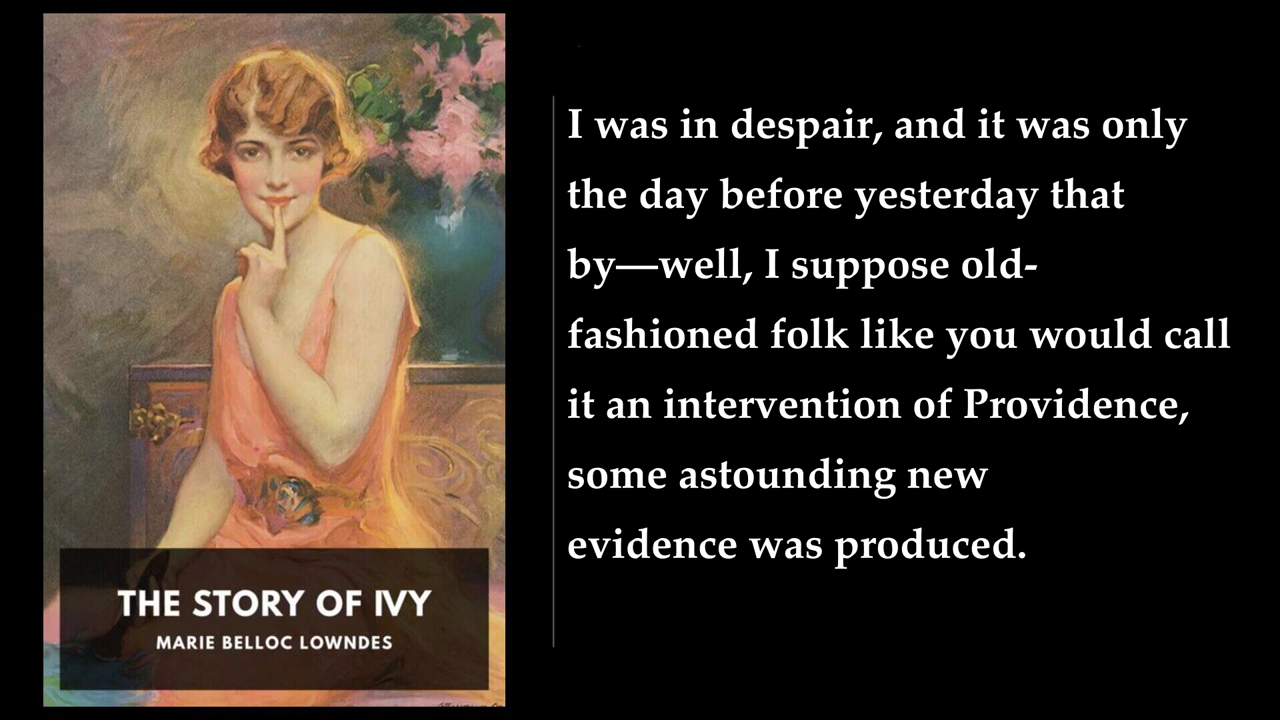 THE STORY OF IVY
MARIE BELLOC LOWNDES
I was in despair, and it was only
the day before yesterday that
by—well, I suppose old-
fashioned folk like you would call
it an intervention of Providence,
some astounding new
evidence was produced.